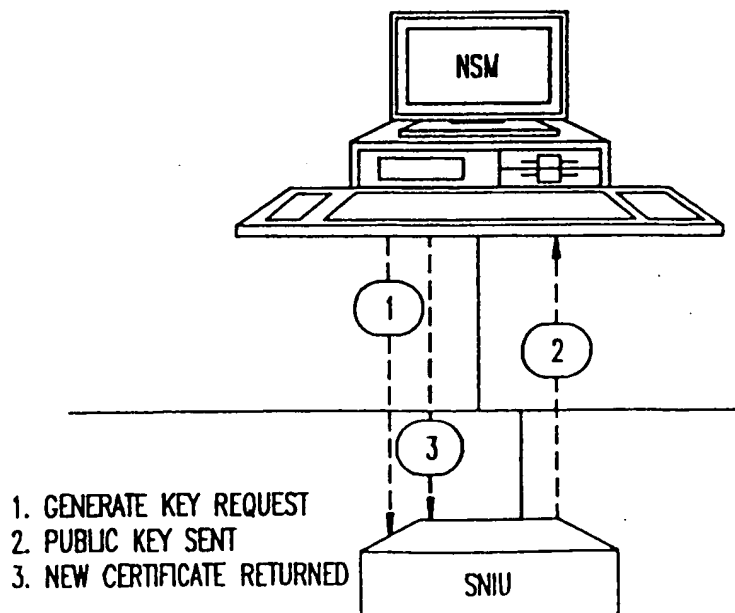 NSM
1
2
3
1. GENERATE KEY REQUEST
2. PUBLIC KEY SENT
3. NEW CERTIFICATE RETURNED
SNIU